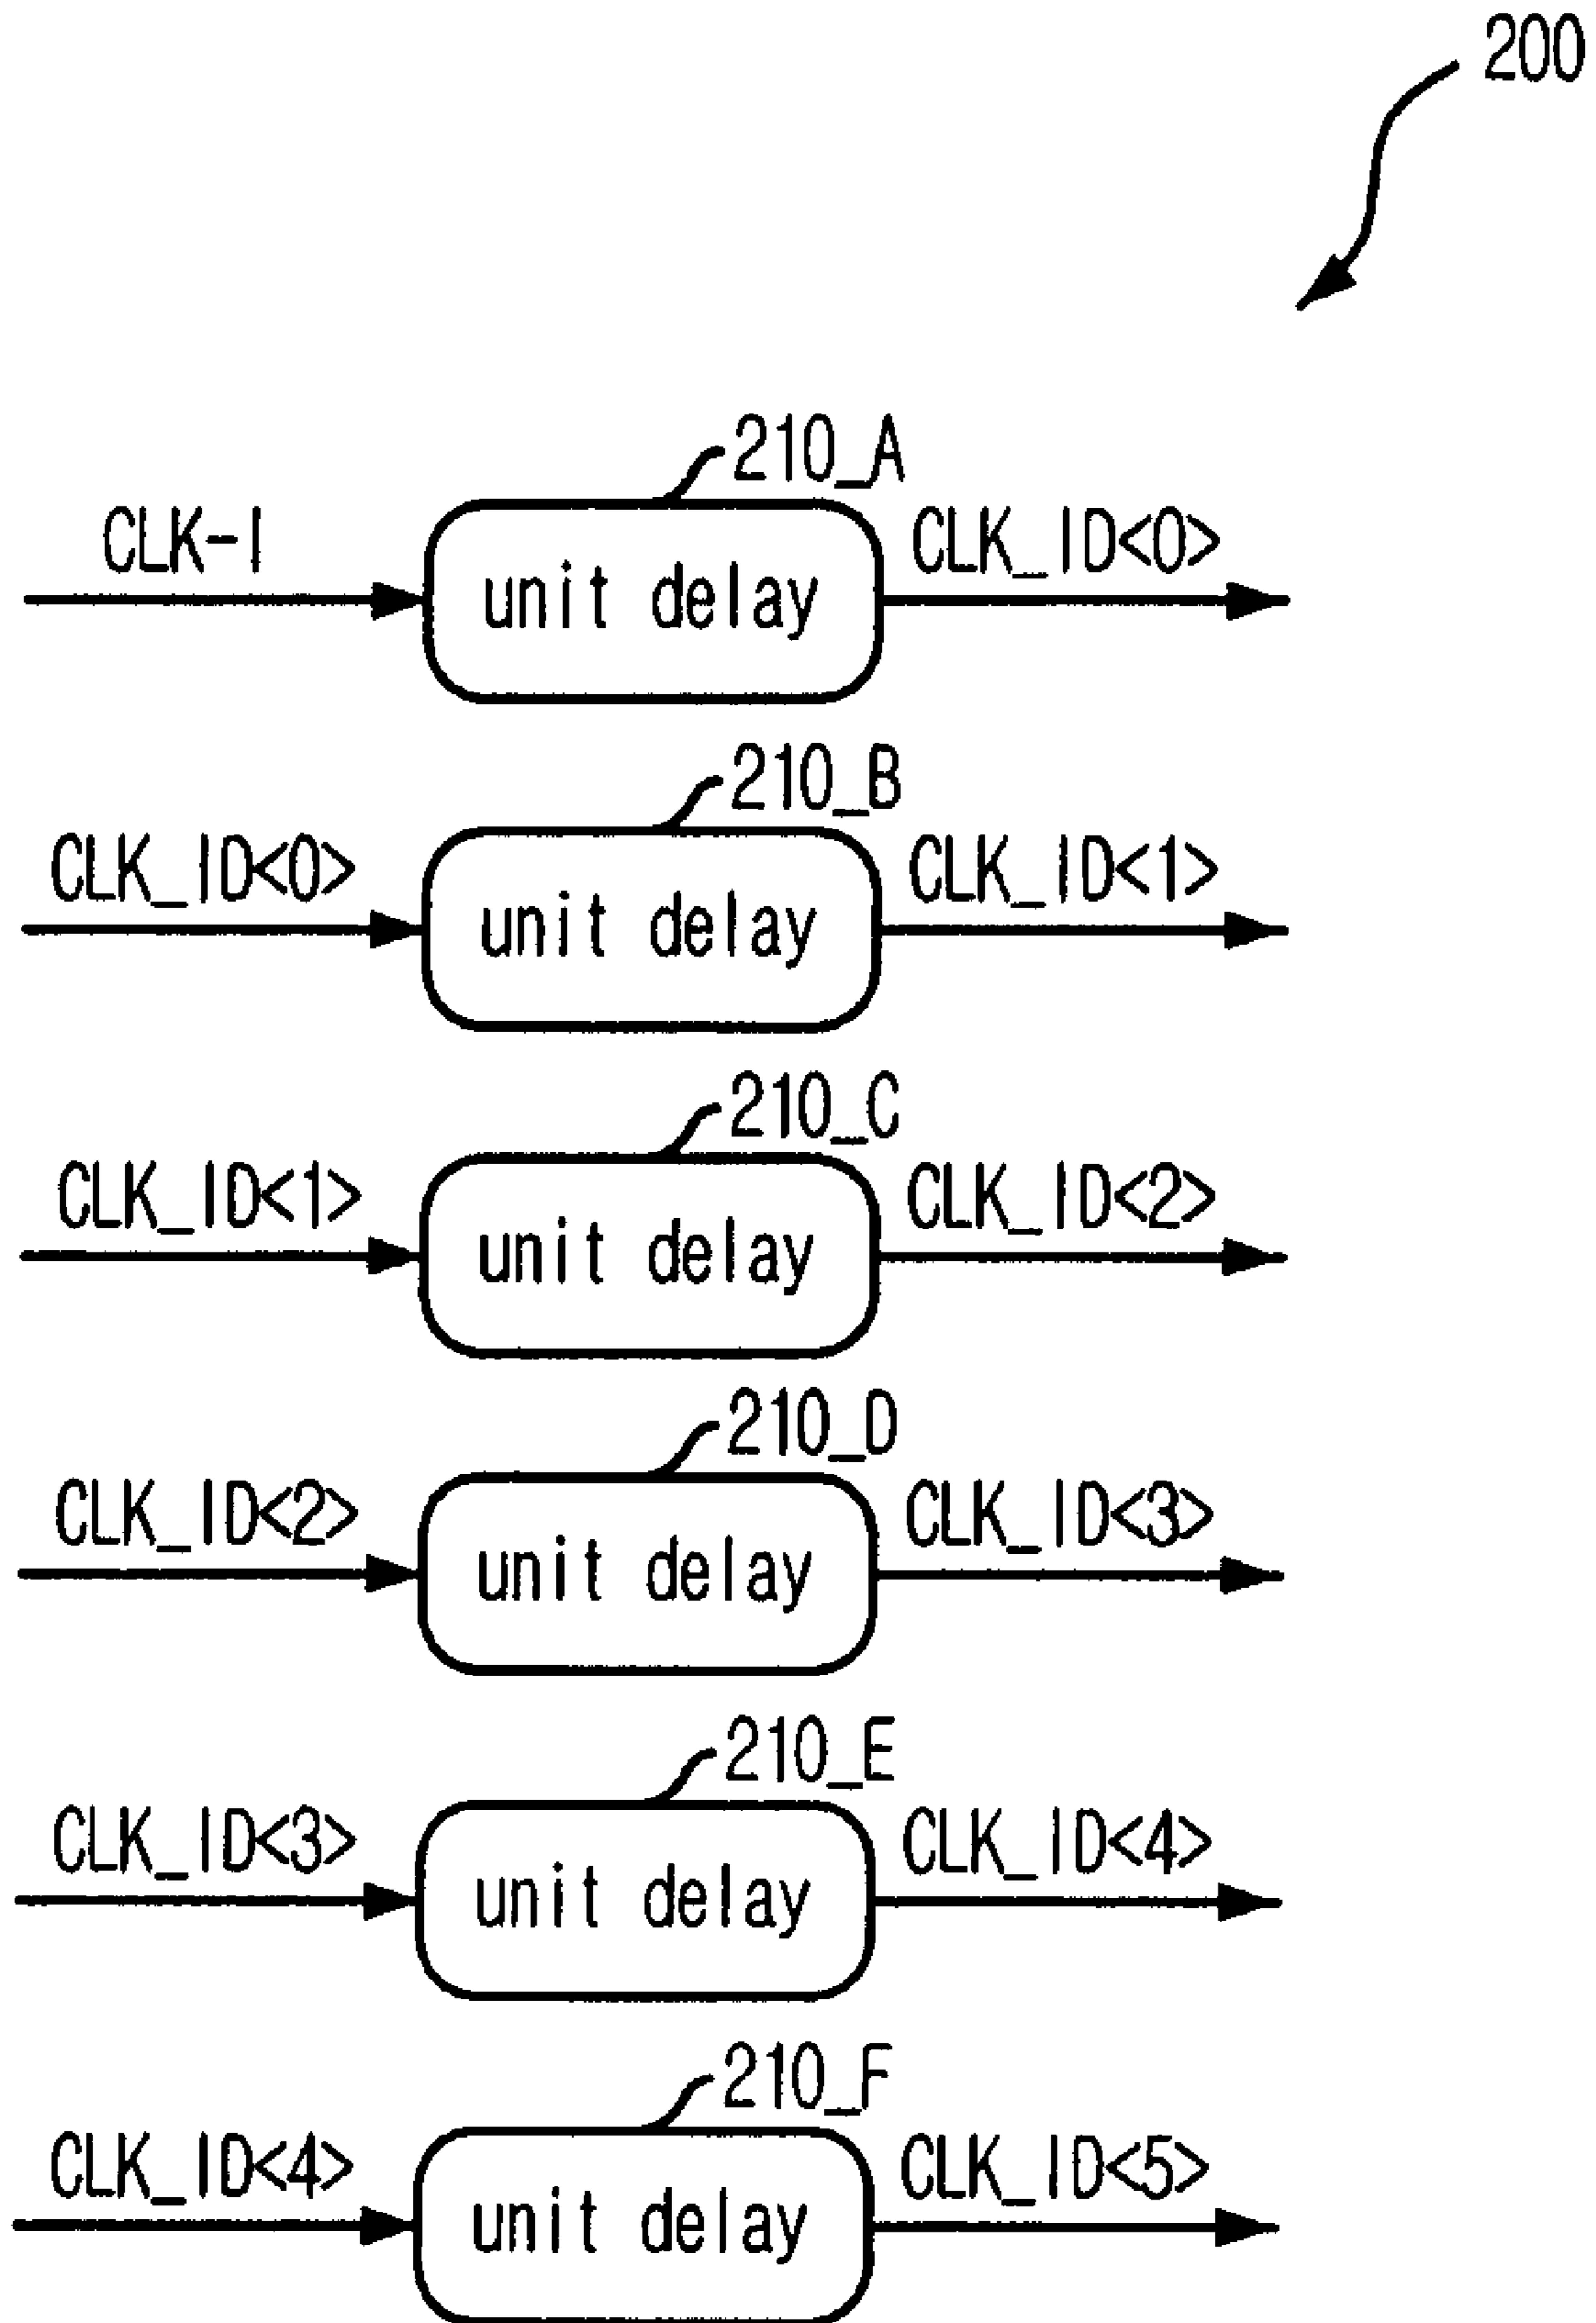 200
210_A
CLK-I
unit delay
CLK_ID<0>
210_B
CLK_ID<0>
unit delay
CLK_ID<1>
210_C
CLK_ID<1>
unit delay
CLK_ID<2>
210_D
CLK_ID<2>
unit delay
CLK_ID<3>
210_E
CLK_ID<3>
unit delay
CLK_ID<4>
210_F
CLK_ID<4>
unit delay
CLK_ID<5>